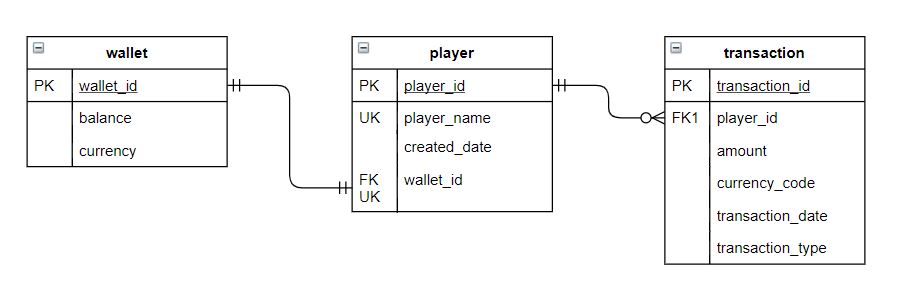 wallet
PK wallet_id
balance
currency
player
PK player_id
UK player_name
created_date
FK wallet_id
UK
transaction
PK transaction_id
FK1 player_id
amount
currency_code
transaction_date
transaction_type